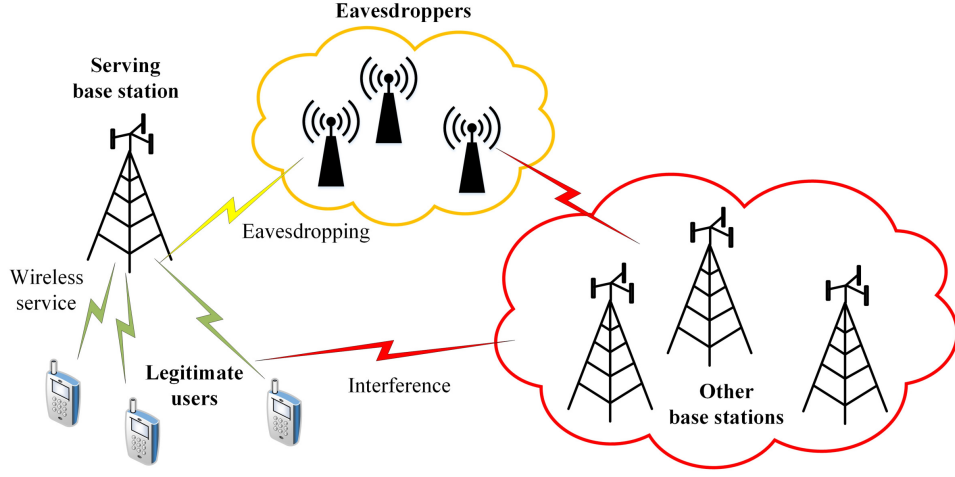 Eavesdroppers
Serving
base station
Eavesdropping
Wireless
service
Legitimate
users
Interference
Other
base stations